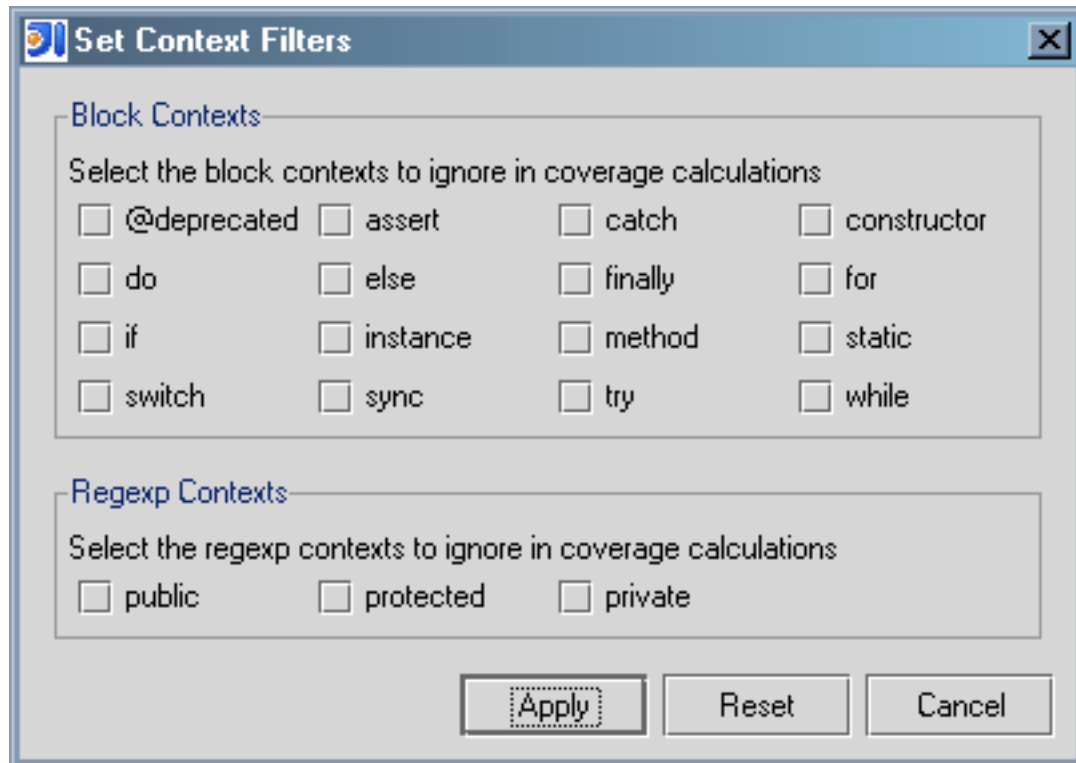 Set Context Filters
Block Contexts
Select the block contexts to ignore in coverage calculations
@deprecated assert catch constructor
do else finally for
if instance method static
switch sync try while
Regexp Contexts
Select the regexp contexts to ignore in coverage calculations
public protected private
Apply Reset Cancel